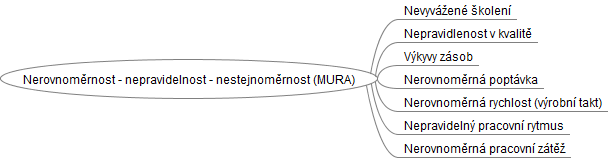 Nevyvážené školení
Nepravidlenost v kvalitě
Výkyvy zásob
Nerovnoměrnost - nepravidelnost - nestejnoměrnost (MURA)
Nerovnoměrná poptávka
Nerovnoměrná rychlost (výrobní takt)
Nepravidelný pracovní rytmus
Nerovnoměrná pracovní zátěž